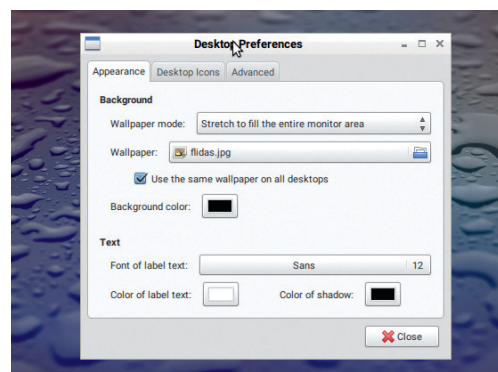 Desktop Preferences
Appearance Desktop Icons Advanced
Background
Wallpaper mode: Stretch to fill the entire monitor area
Wallpaper: flidas.jpg
Use the same wallpaper on all desktops
Background color:
Text
Font of label text: Sans 12
Color of label text: Color of shadow:
Close